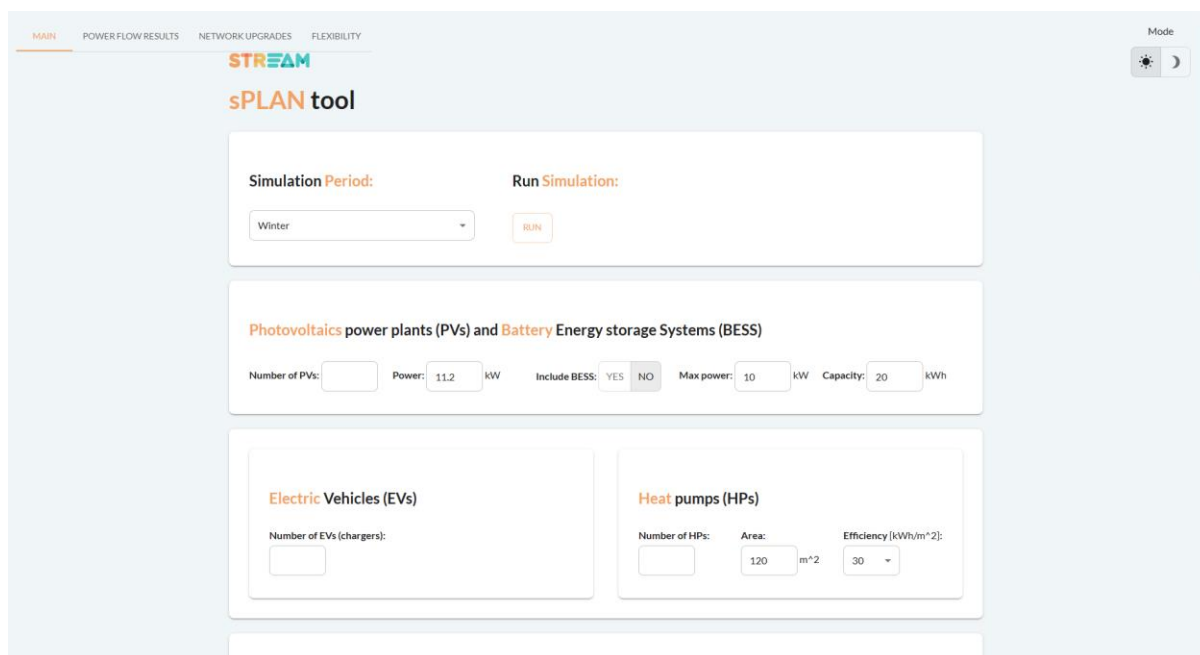 MAIN POWER FLOW RESULTS NETWORK UPGRADES FLEXIBILITY
Mode
STREAM
sPLAN tool
Simulation Period: Run Simulation:
Winter RUN
Photovoltaics power plants (PVs) and Battery Energy storage Systems (BESS)
Number of PVs: Power: 11.2 kW Include BESS: YES NO Max power: 10 kW Capacity: 20 kWh
Electric Vehicles (EVs)
Number of EVs (chargers):
Heat pumps (HPs)
Number of HPs: Area: Efficiency [kWh/m^2]:
120 m^2 30